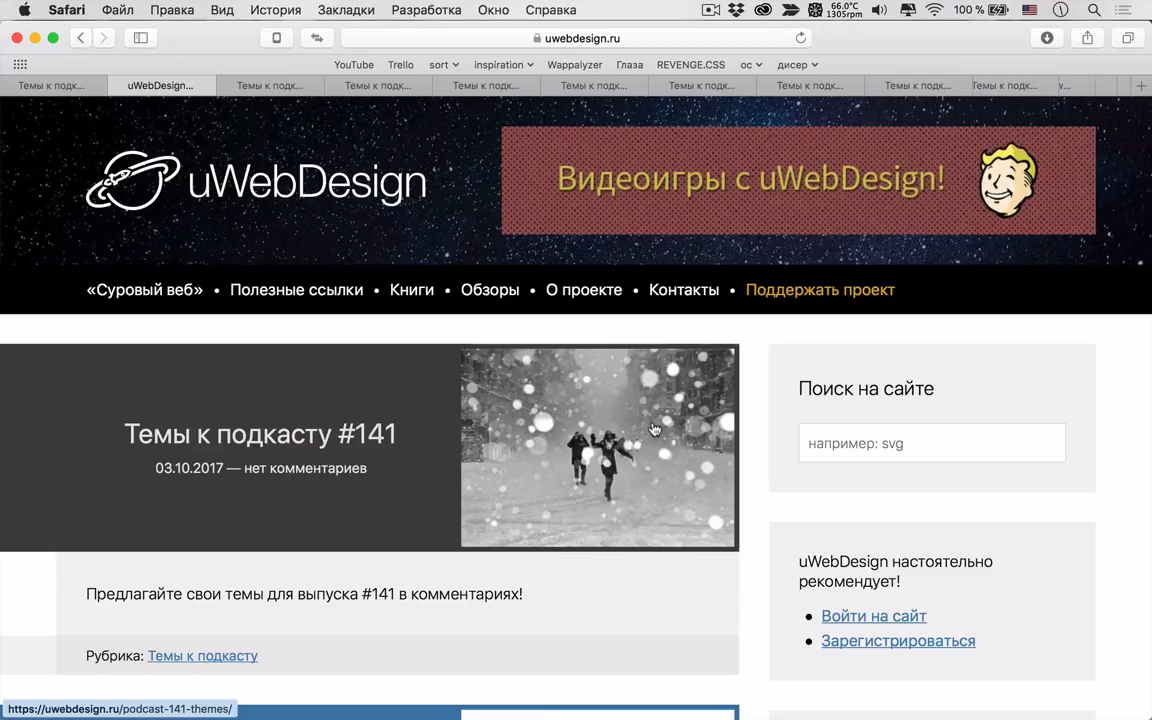 Safari Файл Правка Вид История Закладки Разработка Окно Справка 66.0°C 1305rpm 100 %
uwebdesign.ru
YouTube Trello sort inspiration Wappalyzer Глаза REVENGE.CSS ос дисер
Темы к подк... uWebDesign... Темы к подк... Темы к подк... Темы к подк... Темы к подк... Темы к подк... Темы к подк... Темы к подк... Темы к подк...
uWebDesign
Видеоигры с uWebDesign!
«Суровый веб» • Полезные ссылки • Книги • Обзоры • О проекте • Контакты • Поддержать проект
Темы к подкасту #141
03.10.2017 — нет комментариев
Предлагайте свои темы для выпуска #141 в комментариях!
Рубрика: Темы к подкасту
Поиск на сайте
например: svg
uWebDesign настоятельно
рекомендует!
Войти на сайт
Зарегистрироваться
https://uwebdesign.ru/podcast-141-themes/